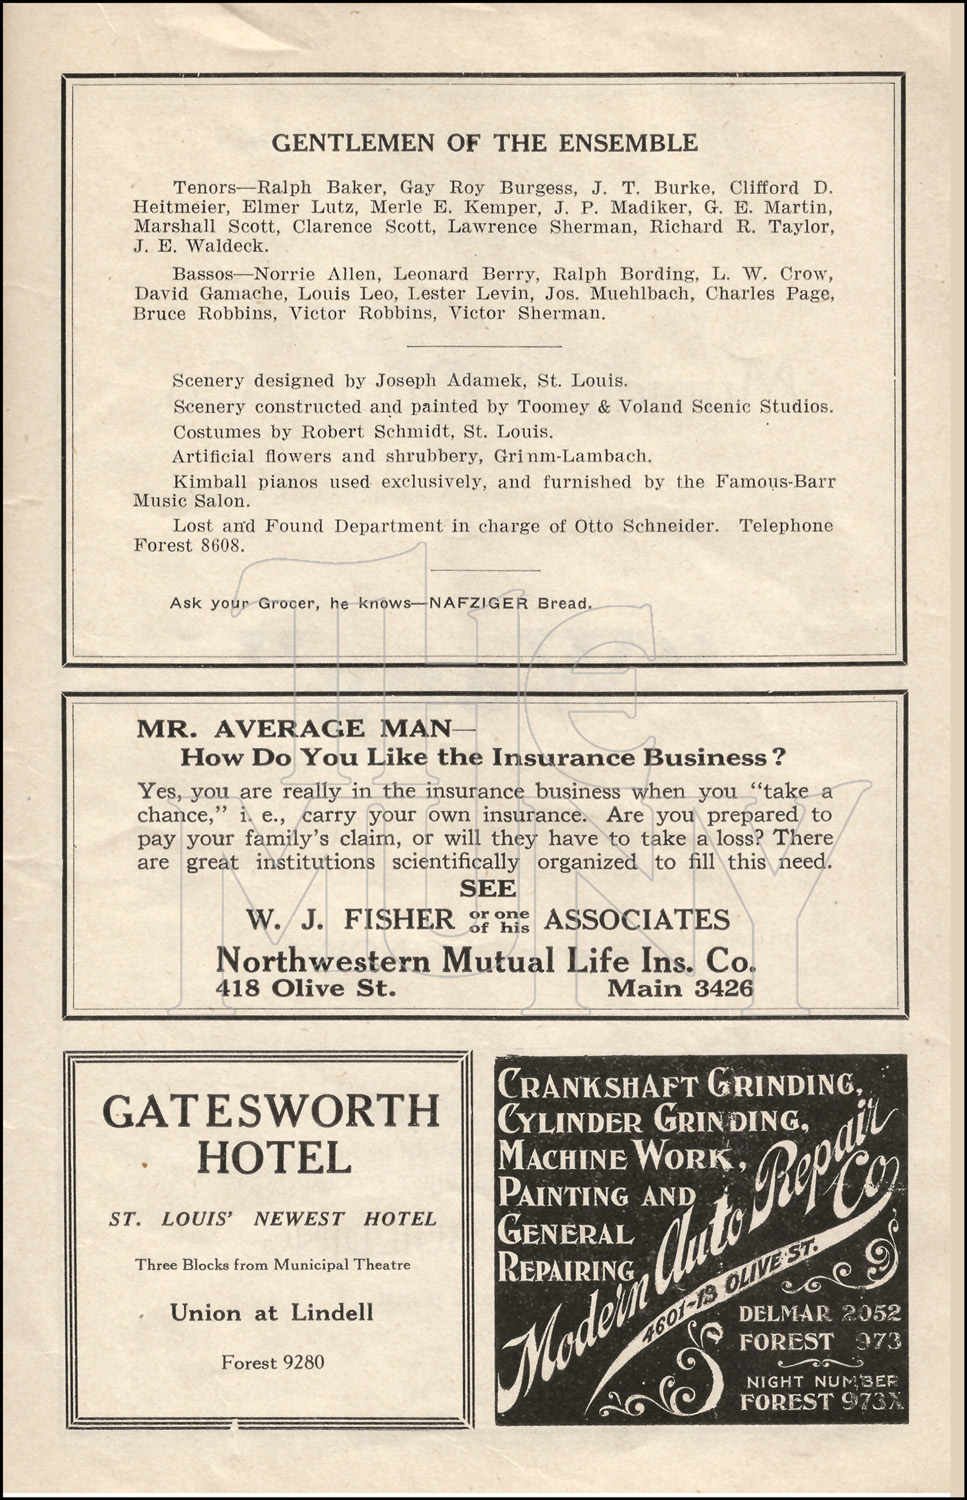 GENTLEMEN OF THE ENSEMBLE
Tenors—Ralph Baker, Gay Roy Burgess, J. T. Burke, Clifford D.
Heitmeier, Elmer Lutz, Merle E. Kemper, J. P. Madiker, G. E. Martin,
Marshall Scott, Clarence Scott, Lawrence Sherman, Richard R. Taylor,
J. E. Waldeck.
Bassos—Norrie Allen, Leonard Berry, Ralph Bording, L. W. Crow,
David Gamache, Louis Leo, Lester Levin, Jos. Muehlbach, Charles Page,
Bruce Robbins, Victor Robbins, Victor Sherman.
Scenery designed by Joseph Adamek, St. Louis.
Scenery constructed and painted by Toomey & Voland Scenic Studios.
Costumes by Robert Schmidt, St. Louis.
Artificial flowers and shrubbery, Grinm-Lambach.
Kimball pianos used exclusively, and furnished by the Famous-Barr
Music Salon.
Lost and Found Department in charge of Otto Schneider. Telephone
Forest 8608.
Ask your Grocer, he knows—NAFZIGER Bread.
THE
MUNY
MR. AVERAGE MAN—
How Do You Like the Insurance Business?
Yes, you are really in the insurance business when you “take a
chance,” i. e., carry your own insurance. Are you prepared to
pay your family’s claim, or will they have to take a loss? There
are great institutions scientifically organized to fill this need.
SEE
W. J. FISHER or one of his ASSOCIATES
Northwestern Mutual Life Ins. Co.
418 Olive St. Main 3426
GATESWORTH
HOTEL
ST. LOUIS’ NEWEST HOTEL
Three Blocks from Municipal Theatre
Union at Lindell
Forest 9280
CRANKSHAFT GRINDING,
CYLINDER GRINDING,
MACHINE WORK,
PAINTING AND
GENERAL
REPAIRING
Modern Auto Repair Co
4601-13 OLIVE ST.
DELMAR 2052
FOREST 973
NIGHT NUMBER
FOREST 973X